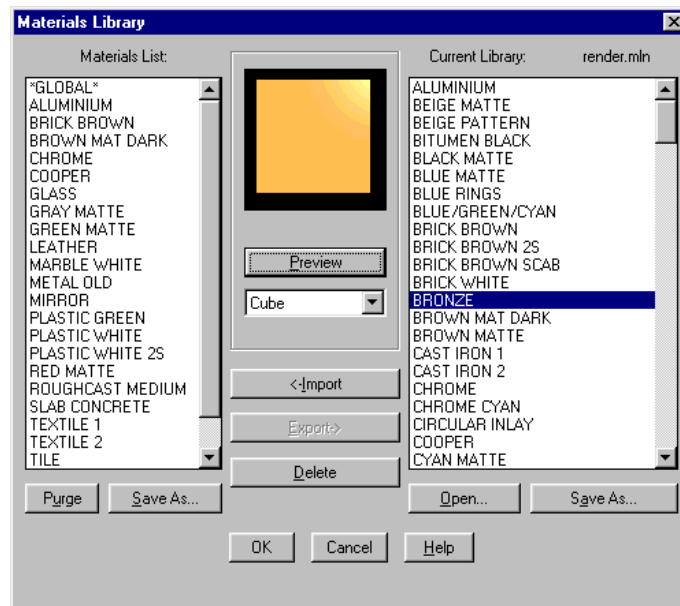 Materials Library
Materials List:
*GLOBAL*
ALUMINIUM
BRICK BROWN
BROWN MAT DARK
CHROME
COOPER
GLASS
GRAY MATTE
GREEN MATTE
LEATHER
MARBLE WHITE
METAL OLD
MIRROR
PLASTIC GREEN
PLASTIC WHITE
PLASTIC WHITE 2S
RED MATTE
ROUGHCAST MEDIUM
SLAB CONCRETE
TEXTILE 1
TEXTILE 2
TILE
Purge
Save As...
Preview
Cube
<-Import
Export->
Delete
Current Library:
render.mln
ALUMINIUM
BEIGE MATTE
BEIGE PATTERN
BITUMEN BLACK
BLACK MATTE
BLUE MATTE
BLUE RINGS
BLUE/GREEN/CYAN
BRICK BROWN
BRICK BROWN 2S
BRICK BROWN SCAB
BRICK WHITE
BRONZE
BROWN MAT DARK
BROWN MATTE
CAST IRON 1
CAST IRON 2
CHROME
CHROME CYAN
CIRCULAR INLAY
COOPER
CYAN MATTE
Open...
Save As...
OK
Cancel
Help